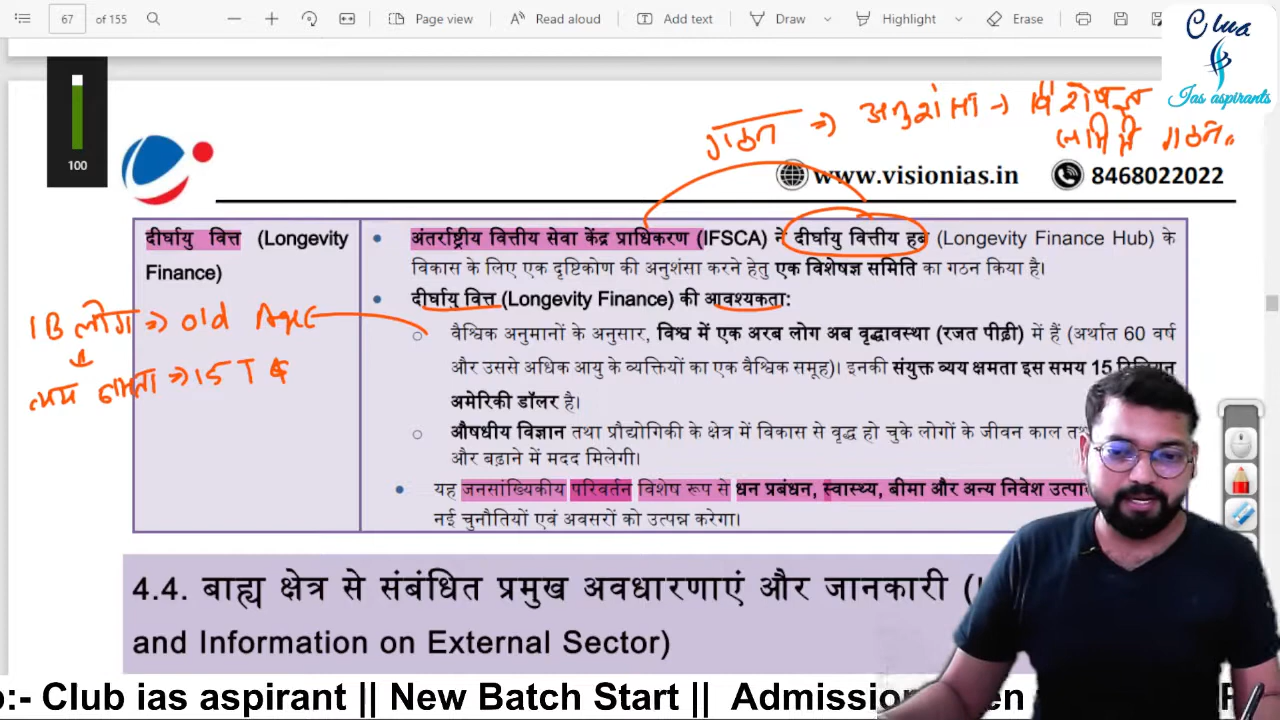 67 of 155 Page view Read aloud Add text Draw Highlight Erase
Clua
Ias aspirants
100
गठन => अनुशंसा → विशेषज्ञ
समिति गठन
www.visionias.in 8468022022
दीर्घायु वित्त (Longevity Finance)
अंतर्राष्ट्रीय वित्तीय सेवा केंद्र प्राधिकरण (IFSCA) ने दीर्घायु वित्तीय हब (Longevity Finance Hub) के
विकास के लिए एक दृष्टिकोण की अनुशंसा करने हेतु एक विशेषज्ञ समिति का गठन किया है।
दीर्घायु वित्त (Longevity Finance) की आवश्यकता:
1B लोग => old Age
वैश्विक अनुमानों के अनुसार, विश्व में एक अरब लोग अब वृद्धावस्था (रजत पीढ़ी) में हैं (अर्थात 60 वर्ष
और उससे अधिक आयु के व्यक्तियों का एक वैश्विक समूह)। इनकी संयुक्त व्यय क्षमता इस समय 15 ट्रिलियन
क्षमता => 15 T $
अमेरिकी डॉलर है।
औषधीय विज्ञान तथा प्रौद्योगिकी के क्षेत्र में विकास से वृद्ध हो चुके लोगों के जीवन काल
और बढ़ाने में मदद मिलेगी।
यह जनसांख्यिकीय परिवर्तन विशेष रूप से धन प्रबंधन, स्वास्थ्य, बीमा और अन्य निवेश
नई चुनौतियों एवं अवसरों को उत्पन्न करेगा।
4.4. बाह्य क्षेत्र से संबंधित प्रमुख अवधारणाएं और जानकारी
and Information on External Sector)
:- Club ias aspirant || New Batch Start || Admission